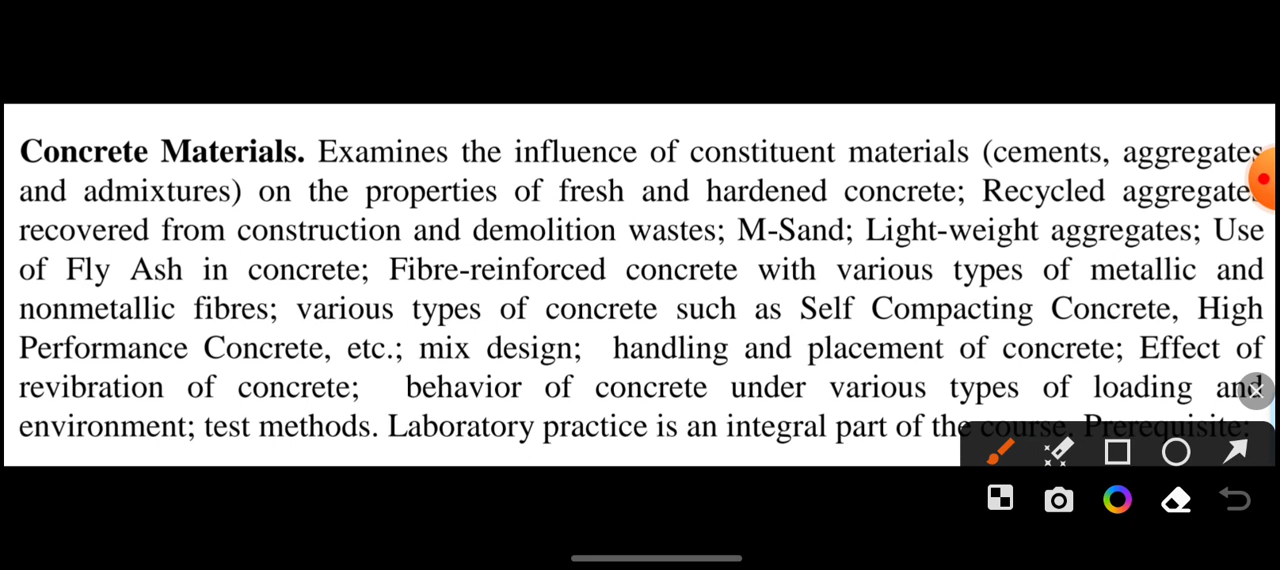 Concrete Materials. Examines the influence of constituent materials (cements, aggregates
and admixtures) on the properties of fresh and hardened concrete; Recycled aggregate
recovered from construction and demolition wastes; M-Sand; Light-weight aggregates; Use
of Fly Ash in concrete; Fibre-reinforced concrete with various types of metallic and
nonmetallic fibres; various types of concrete such as Self Compacting Concrete, High
Performance Concrete, etc.; mix design; handling and placement of concrete; Effect of
revibration of concrete; behavior of concrete under various types of loading and
environment; test methods. Laboratory practice is an integral part of the course. Prerequisite: